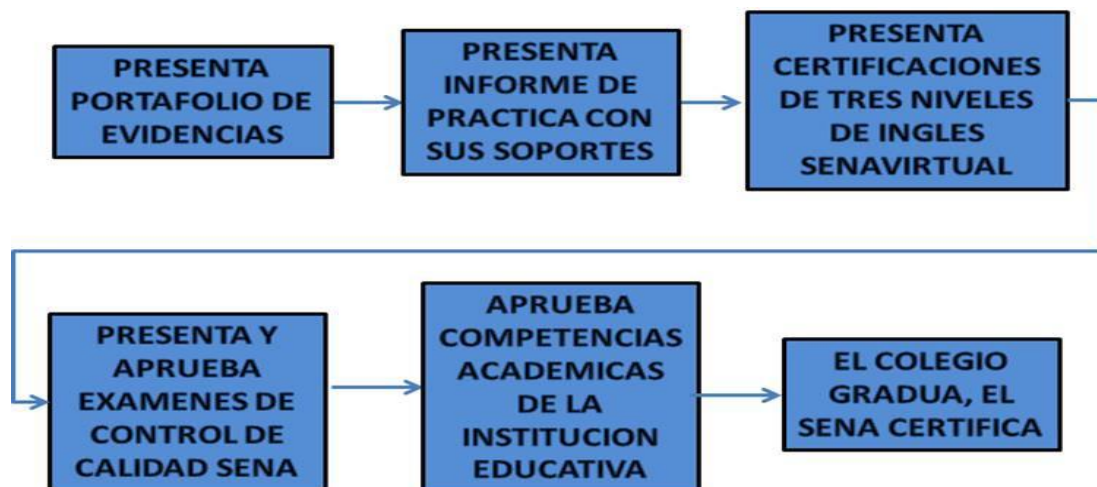 PRESENTA
PORTAFOLIO DE
EVIDENCIAS
PRESENTA
INFORME DE
PRACTICA CON
SUS SOPORTES
PRESENTA
CERTIFICACIONES
DE TRES NIVELES
DE INGLES
SENAVIRTUAL
PRESENTA Y
APRUEBA
EXAMENES DE
CONTROL DE
CALIDAD SENA
APRUEBA
COMPETENCIAS
ACADEMICAS
DE LA
INSTITUCION
EDUCATIVA
EL COLEGIO
GRADUA, EL
SENA CERTIFICA